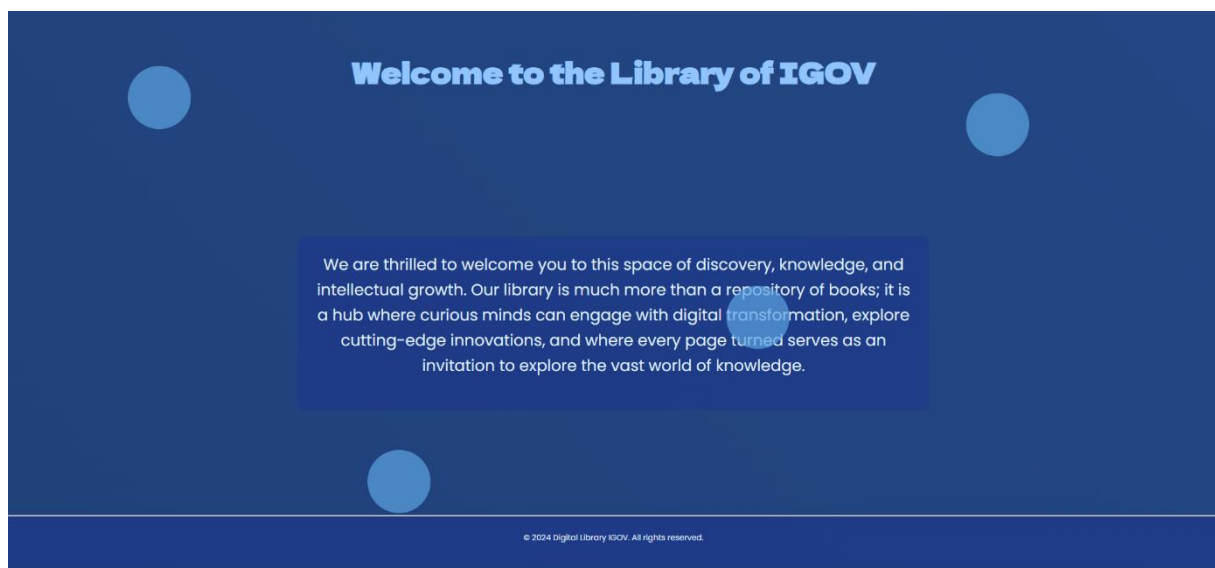 Welcome to the Library of IGOV
We are thrilled to welcome you to this space of discovery, knowledge, and
intellectual growth. Our library is much more than a repository of books; it is
a hub where curious minds can engage with digital transformation, explore
cutting-edge innovations, and where every page turned serves as an
invitation to explore the vast world of knowledge.
© 2024 Digital Library IGOV. All rights reserved.